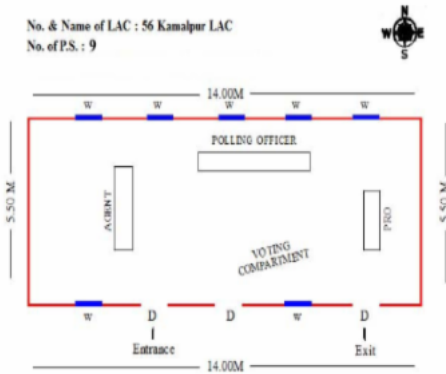 No. & Name of LAC : 56 Kamalpur LAC
No. of P.S. : 9
N
W E
S
14.00M
W W W W W
POLLING OFFICER
5.50 M
AGENT
PRO
5.50 M
VOTING
COMPARTMENT
W D D W D
Entrance Exit
14.00M